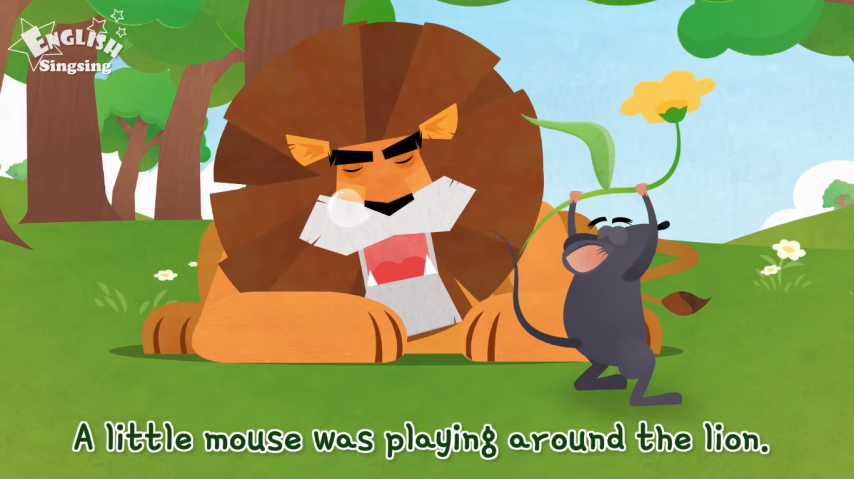 ENGLISH
Singsing
A little mouse was playing around the lion.